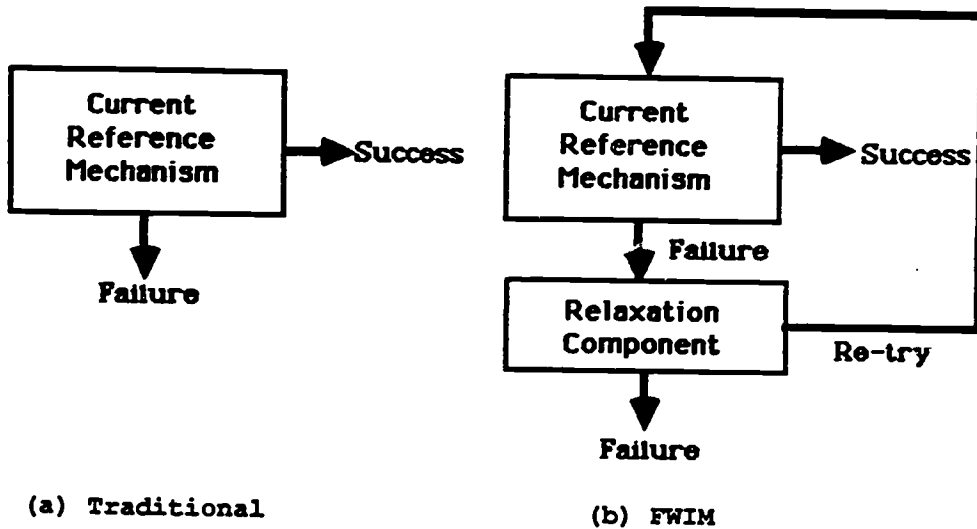 Current
Reference
Mechanism
Success
Failure
(a) Traditional
Current
Reference
Mechanism
Success
Failure
Relaxation
Component
Re-try
Failure
(b) FWIM